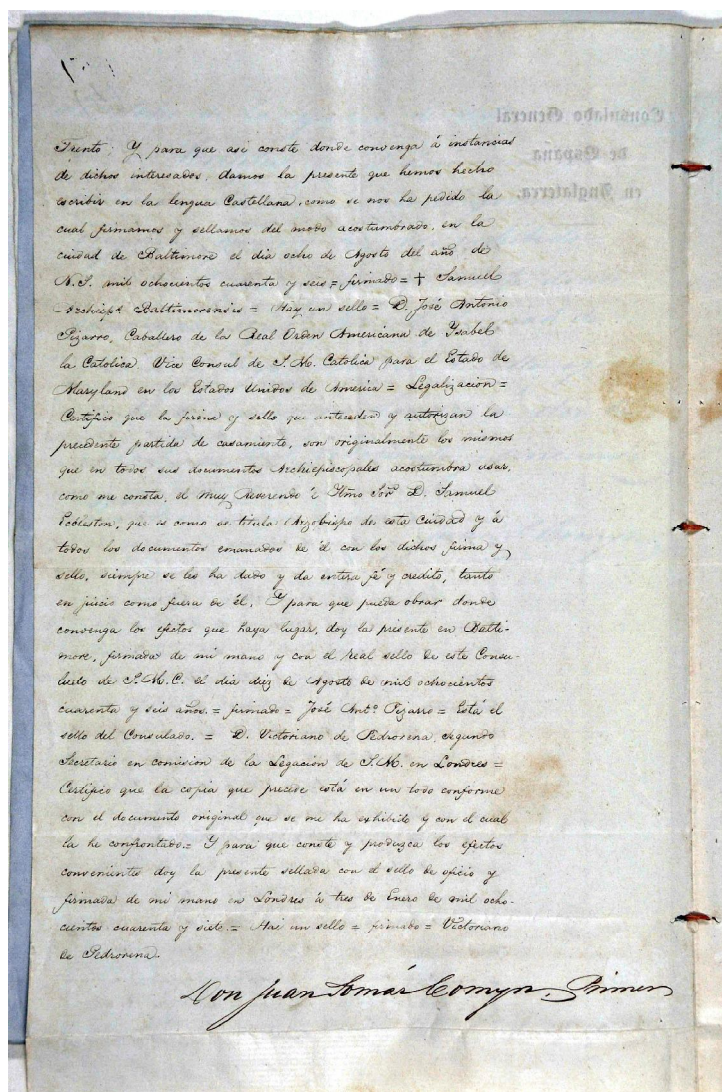 Trento: Y para que asi conste donde convenga á instancias
de dichos interesados, damos la presente que hemos hecho
escribir en la lengua Castellana, como se nos ha pedido la
cual firmamos y sellamos del modo acostumbrado, en la
ciudad de Baltimore el dia ocho de Agosto del año de
N.S. mil ochocientos cuarenta y seis = firmado = † Samuel
Archiepi. Baltimorensis = Hay un sello = D. José Antonio
Pizarro, Caballero de la Real Orden Americana de Ysabel
la Catolica, Vice Consul de S.M. Catolica para el Estado de
Maryland en los Estados Unidos de America = Legalizacion =
Certifico que la firma y sello que anteceden y autorizan la
precedente partida de casamiento, son originalmente los mismos
que en todos sus documentos Archiepiscopales acostumbra usar,
como me consta, el muy Reverendo é Yltmo Sor. D. Samuel
Eccleston, que es como se titula Arzobispo de esta Cuidad y á
todos los documentos emanados de él con los dichos firma y
sello, siempre se les ha dado y da entera fé y credito, tanto
en juicio como fuera de él. Y para que pueda obrar donde
convenga los efectos que haya lugar, doy la presente en Balti-
more, firmada de mi mano y con el real sello de este Consu-
lado de S.M.C. el dia diez de Agosto de mil ochocientos
cuarenta y seis años. = firmado = José Anto. Pizarro = Está el
sello del Consulado. = D. Victoriano de Pedrorena, segundo
Secretario en comision de la Legacion de S.M. en Londres =
Certifico que la copia que precede está en un todo conforme
con el documento original que se me ha exhibido y con el cual
la he confrontado. = Y para que conste y produzca los efectos
convenientes doy la presente sellada con el sello de oficio y
firmada de mi mano en Londres á tres de Enero de mil ocho-
cientos cuarenta y siete. = Hai un sello = firmado = Victoriano
de Pedrorena.
Don Juan Tomás Comyn, Primer
Consulado General
de España
en Inglaterra.